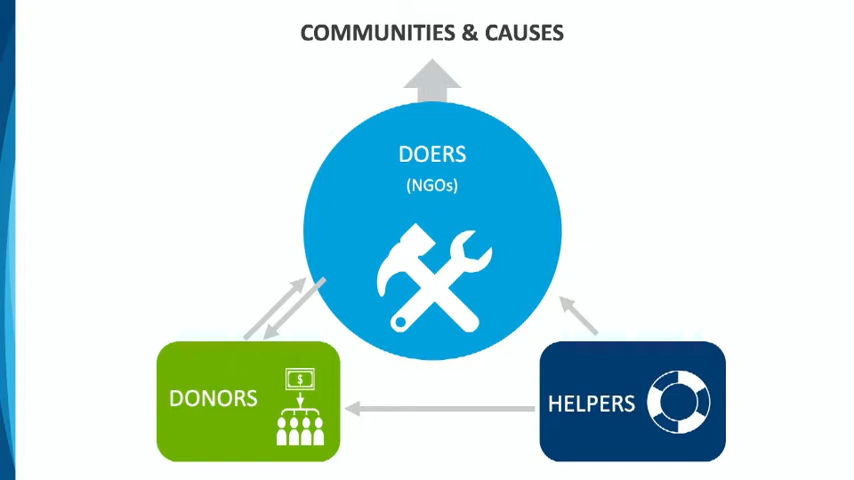 COMMUNITIES & CAUSES
DOERS
(NGOs)
DONORS
$
HELPERS